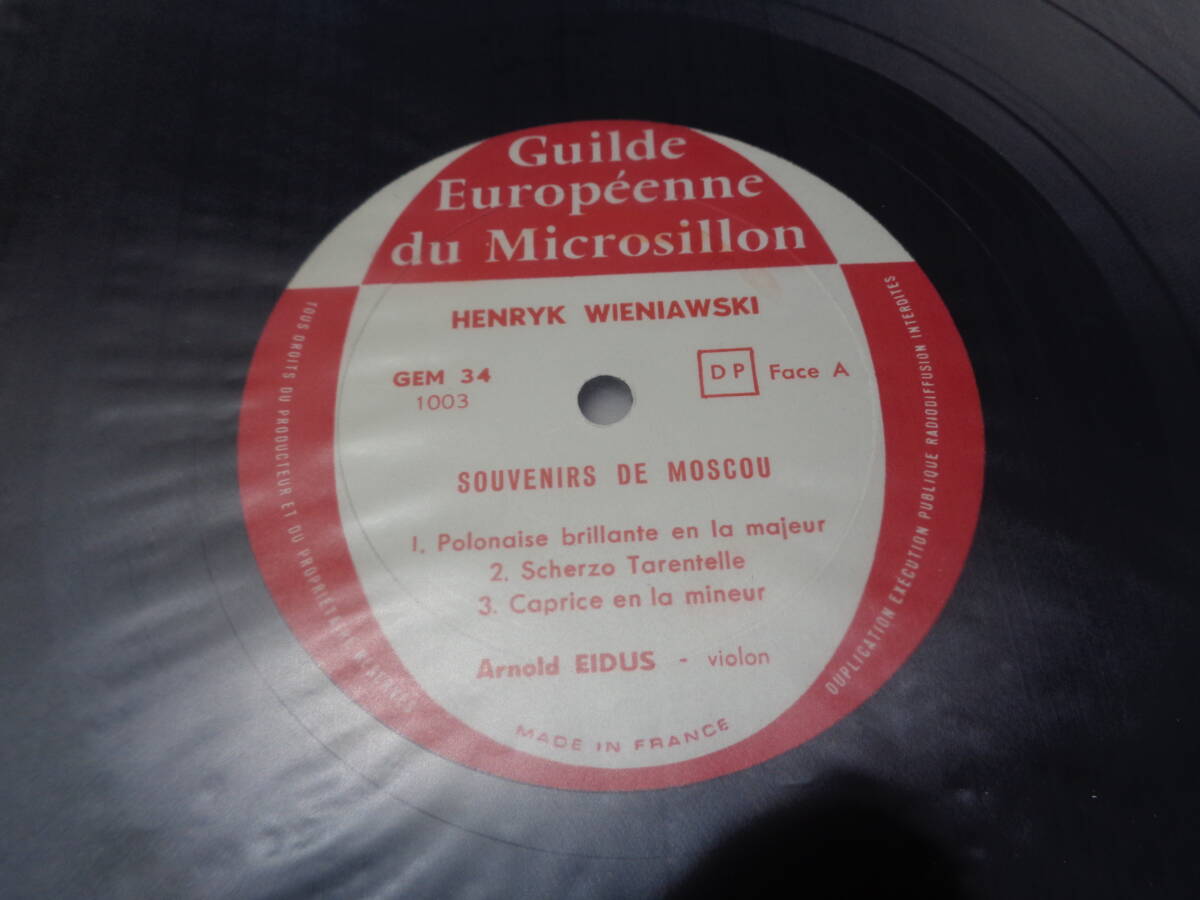 Guilde
Européenne
du Microsillon
HENRYK WIENIAWSKI
GEM 34
1003
DP Face A
SOUVENIRS DE MOSCOU
1. Polonaise brillante en la majeur
2. Scherzo Tarentelle
3. Caprice en la mineur
Arnold EIDUS - violon
MADE IN FRANCE
TOUS DROITS DU PRODUCTEUR ET DU
DUPLICATION EXÉCUTION PUBLIQUE RADIODIFFUSION INTERDITES